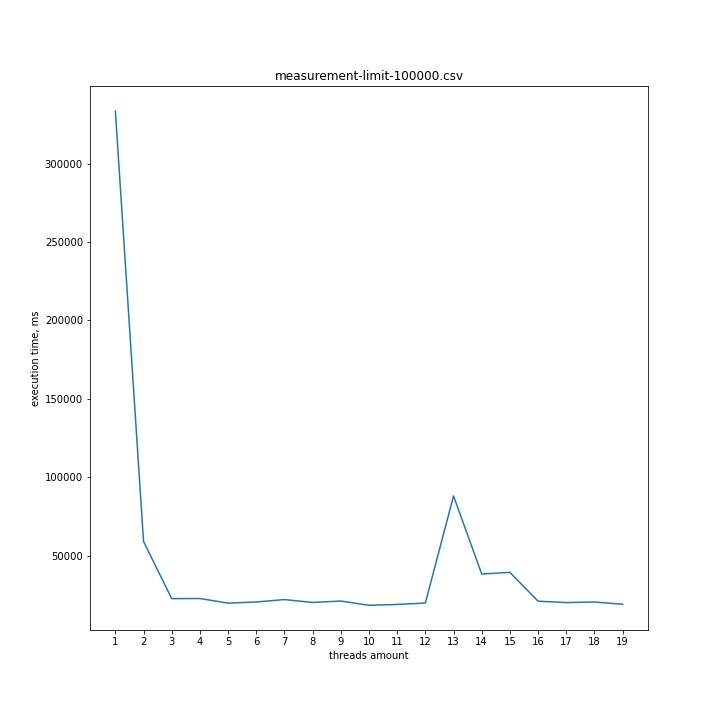 measurement-limit-100000.csv
300000
250000
200000
150000
100000
50000
execution time, ms
1 2 3 4 5 6 7 8 9 10 11 12 13 14 15 16 17 18 19
threads amount